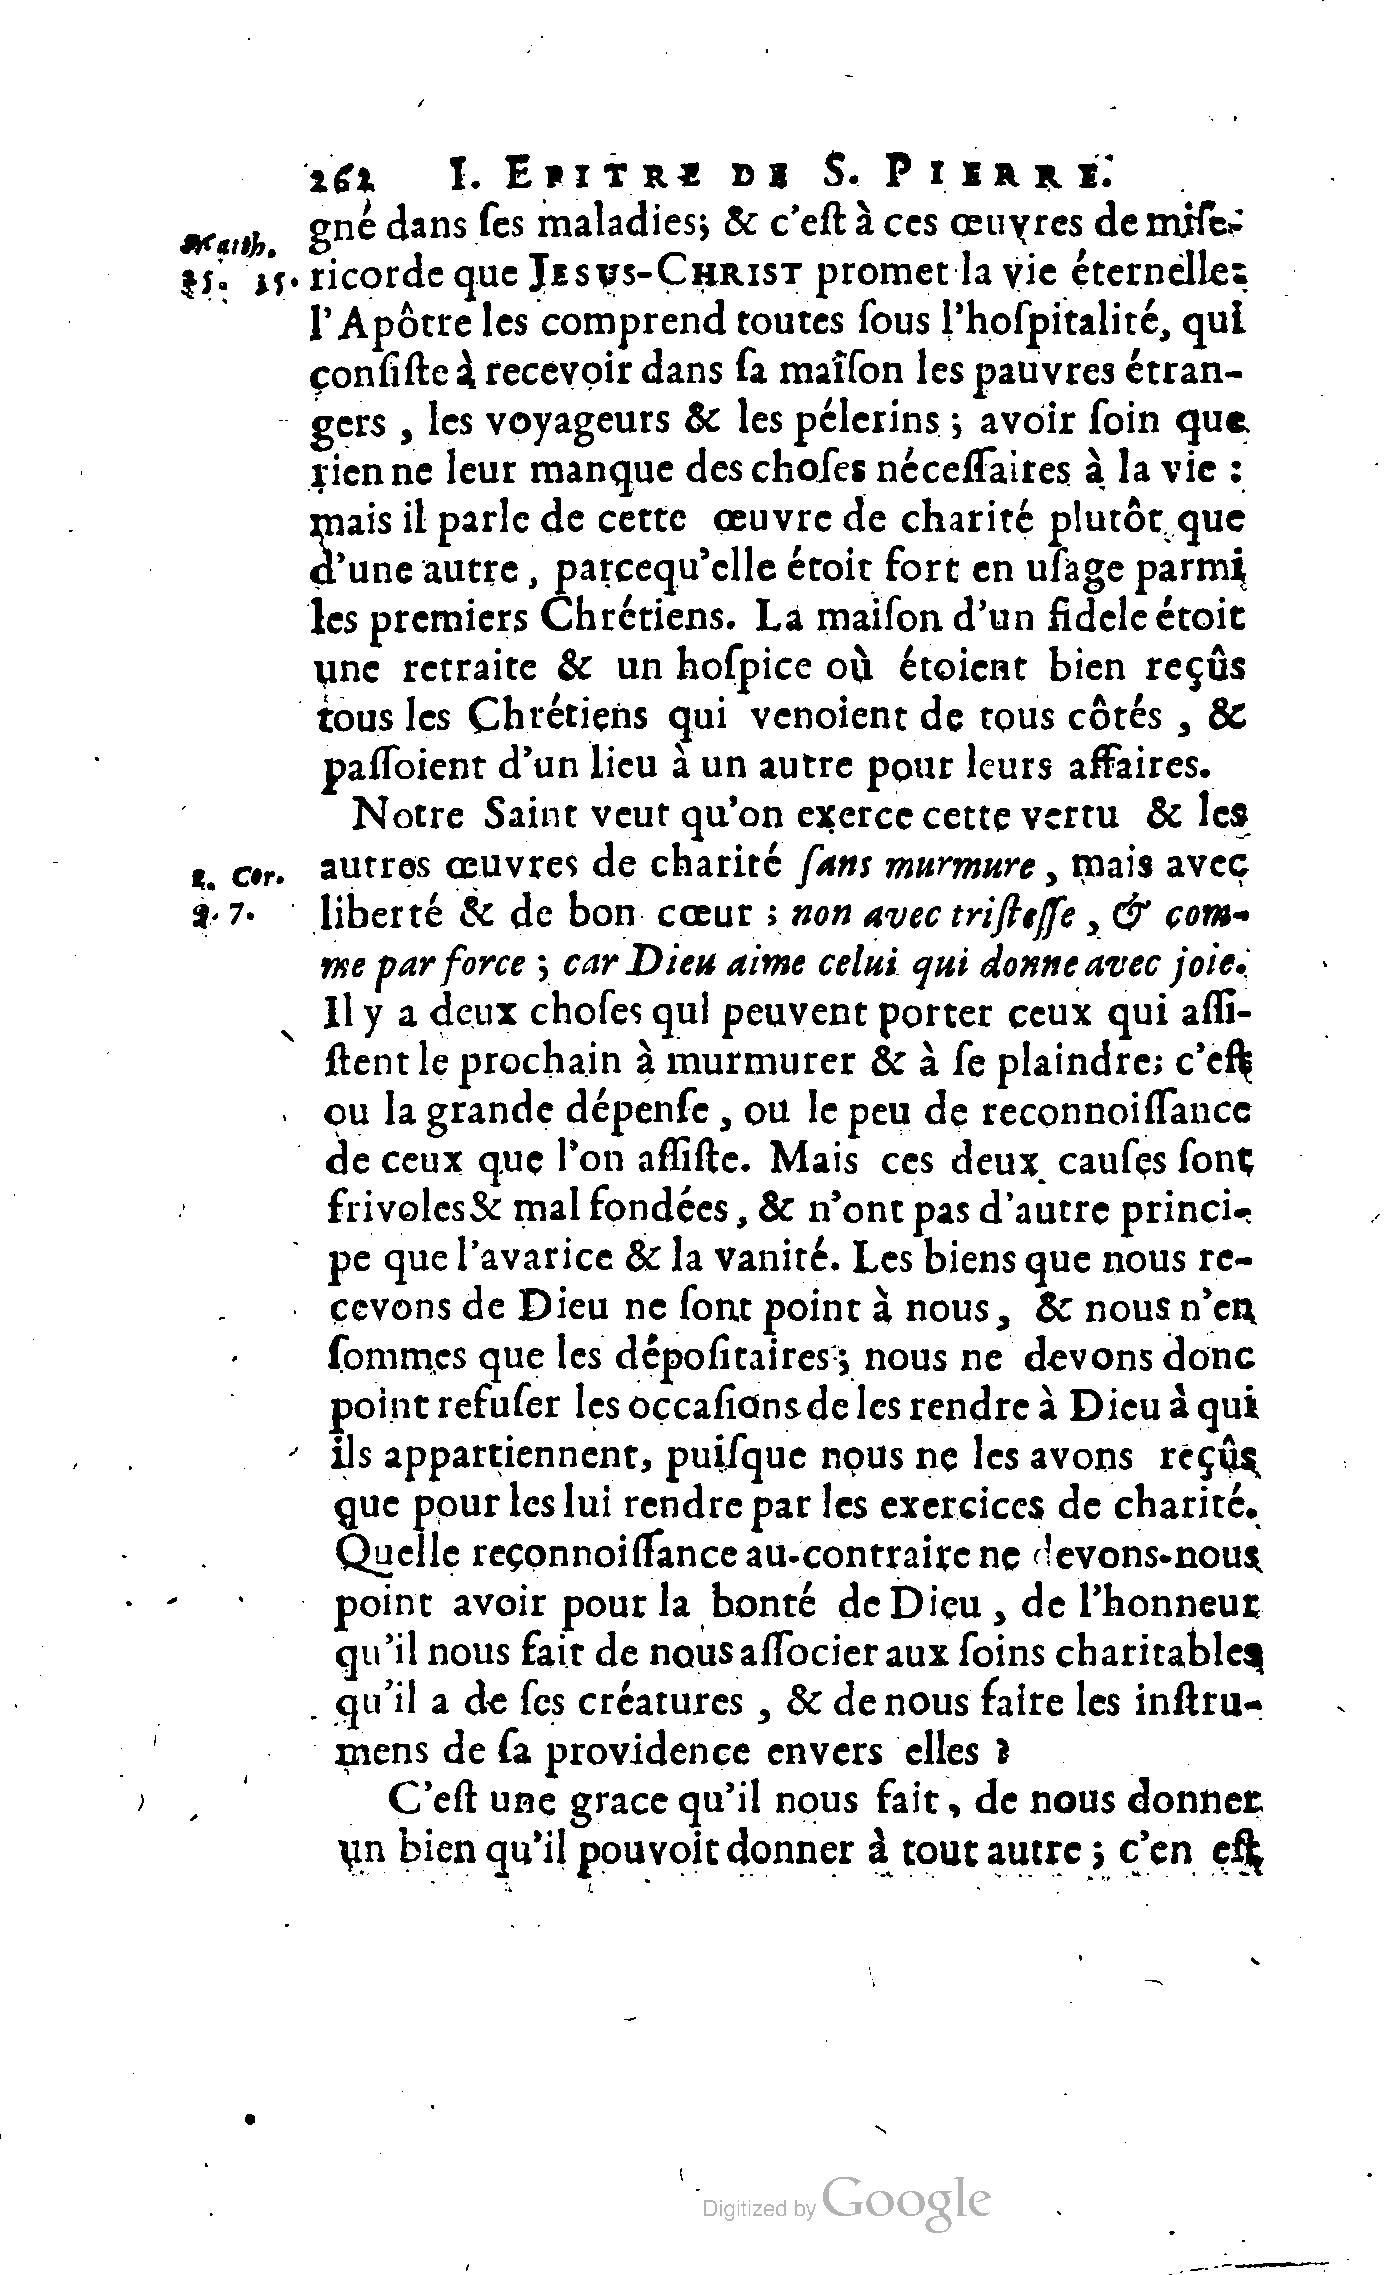 262 I. EPITRE DE S. PIERRE.
gné dans ſes maladies; & c'eſt à ces œuvres de miſe-
Matth.
25. 35.
ricorde que JESUS-CHRIST promet la vie éternelle:
l'Apôtre les comprend toutes ſous l'hoſpitalité, qui
conſiſte à recevoir dans ſa maiſon les pauvres étran-
gers , les voyageurs & les pélerins ; avoir ſoin que
rien ne leur manque des choſes néceſſaires à la vie :
mais il parle de cette œuvre de charité plutôt que
d'une autre , parcequ'elle étoit fort en uſage parmi
les premiers Chrétiens. La maiſon d'un fidele étoit
une retraite & un hoſpice où étoient bien reçûs
tous les Chrétiens qui venoient de tous côtés , &
paſſoient d'un lieu à un autre pour leurs affaires.
Notre Saint veut qu'on exerce cette vertu & les
autres œuvres de charité ſans murmure , mais avec
2. Cor.
9. 7.
liberté & de bon cœur ; non avec triſteſſe , & com-
me par force ; car Dieu aime celui qui donne avec joie.
Il y a deux choſes qui peuvent porter ceux qui aſſi-
ſtent le prochain à murmurer & à ſe plaindre; c'eſt
ou la grande dépenſe , ou le peu de reconnoiſſance
de ceux que l'on aſſiſte. Mais ces deux cauſes ſont
frivoles & mal fondées , & n'ont pas d'autre princi-
pe que l'avarice & la vanité. Les biens que nous re-
cevons de Dieu ne ſont point à nous , & nous n'en
ſommes que les dépoſitaires ; nous ne devons donc
point refuſer les occaſions de les rendre à Dieu à qui
ils appartiennent, puiſque nous ne les avons reçûs
que pour les lui rendre par les exercices de charité.
Quelle reconnoiſſance au-contraire ne devons-nous
point avoir pour la bonté de Dieu , de l'honneur
qu'il nous fait de nous aſſocier aux ſoins charitables
qu'il a de ſes créatures , & de nous faire les inſtru-
mens de ſa providence envers elles ?
C'eſt une grace qu'il nous fait , de nous donner
un bien qu'il pouvoit donner à tout autre ; c'en eſt
Digitized by Google